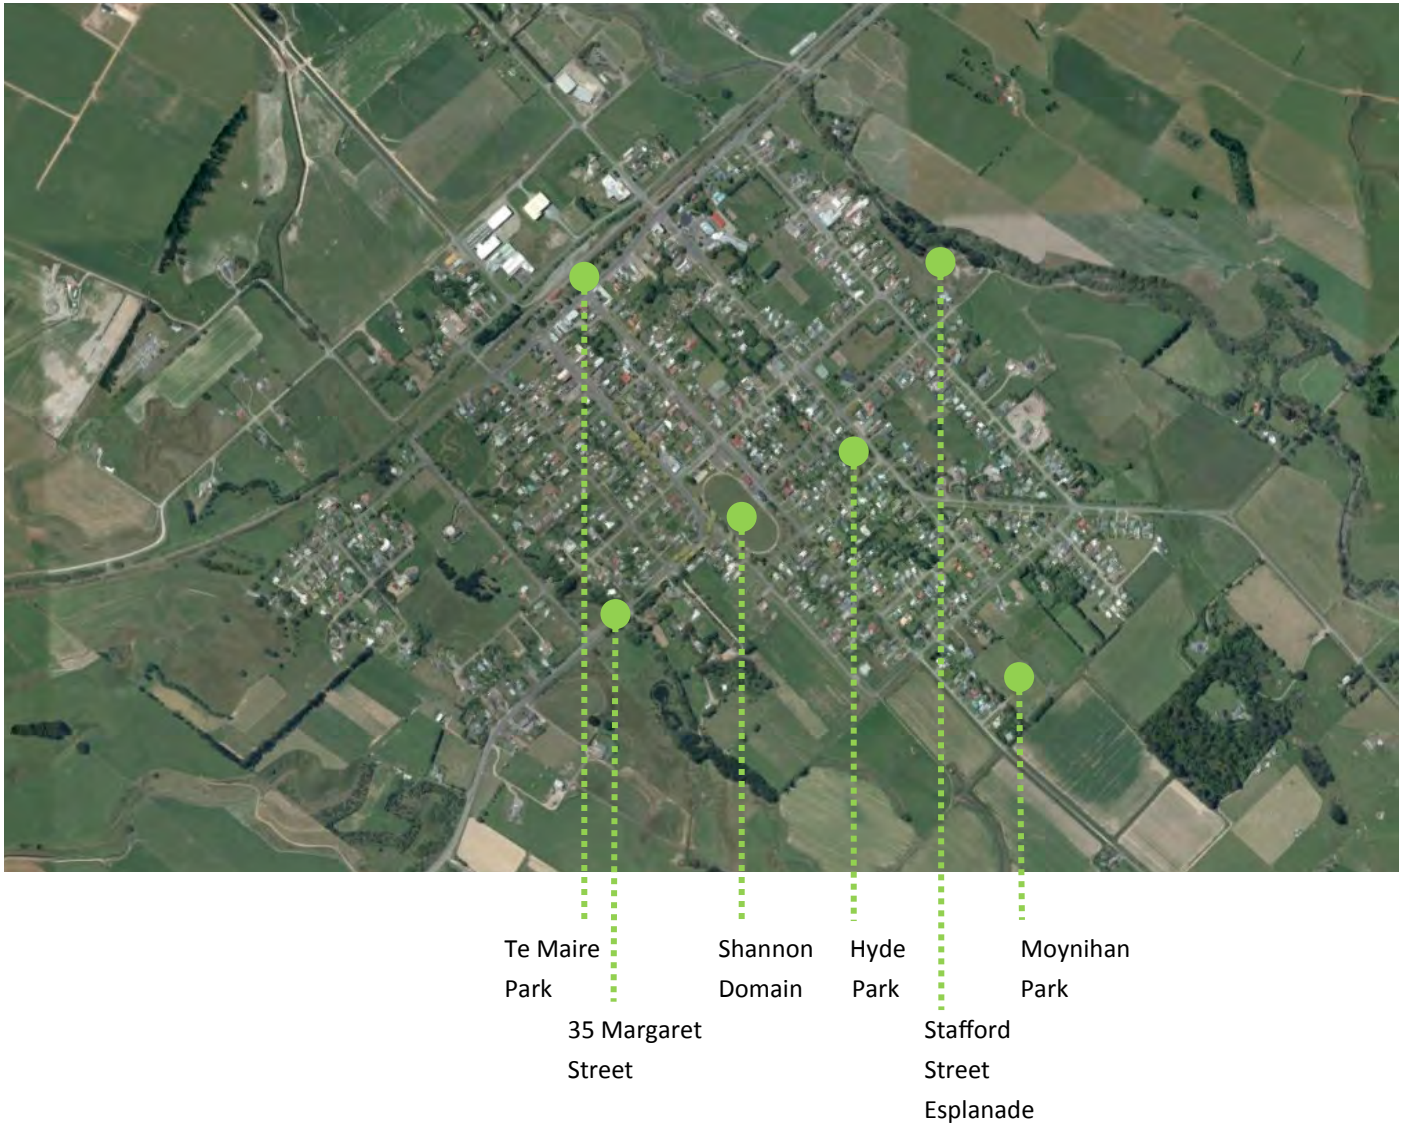 Te Maire
Park
Shannon
Domain
Hyde
Park
Moynihan
Park
35 Margaret
Street
Stafford
Street
Esplanade